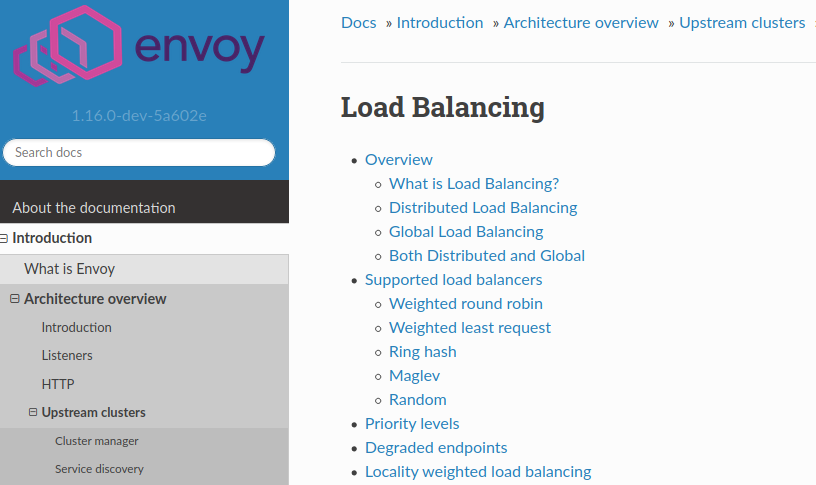 envoy
1.16.0-dev-5a602e
Search docs
About the documentation
Introduction
What is Envoy
Architecture overview
Introduction
Listeners
HTTP
Upstream clusters
Cluster manager
Service discovery
Docs » Introduction » Architecture overview » Upstream clusters »
Load Balancing
Overview
What is Load Balancing?
Distributed Load Balancing
Global Load Balancing
Both Distributed and Global
Supported load balancers
Weighted round robin
Weighted least request
Ring hash
Maglev
Random
Priority levels
Degraded endpoints
Locality weighted load balancing